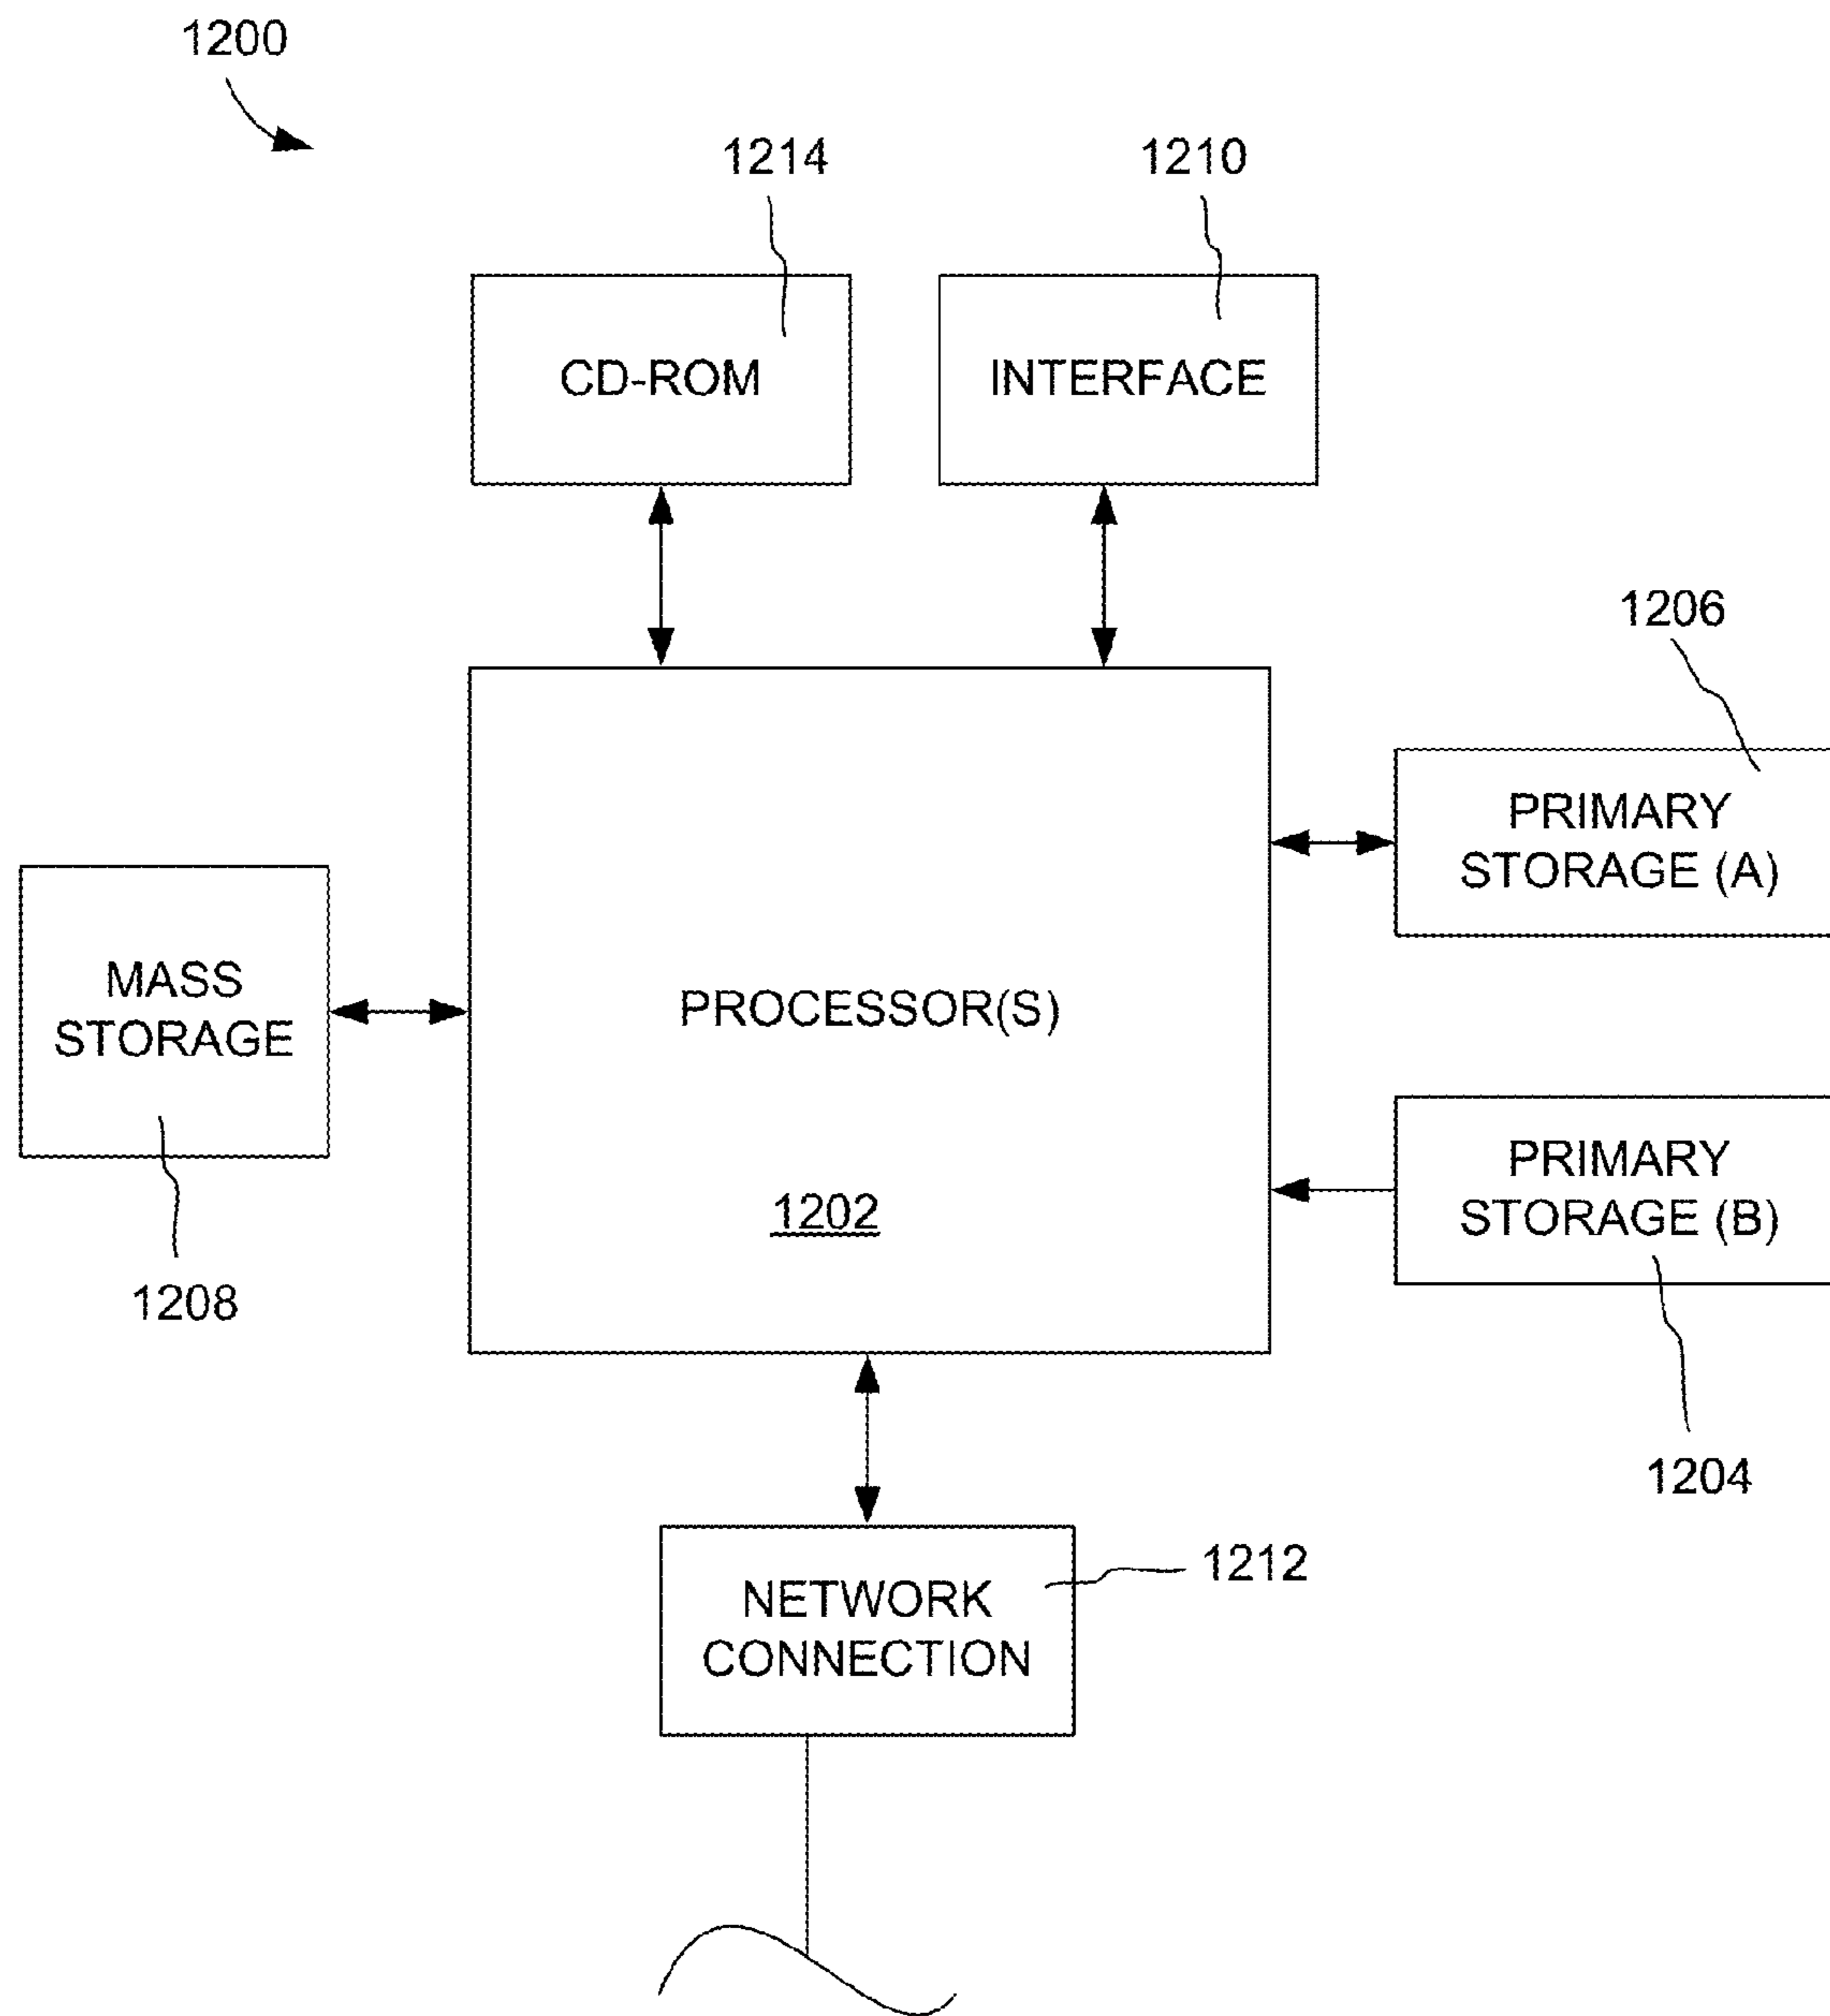 1200
1214
1210
CD-ROM
INTERFACE
1206
PRIMARY
STORAGE (A)
MASS
STORAGE
PROCESSOR(S)
PRIMARY
STORAGE (B)
1202
1208
1204
1212
NETWORK
CONNECTION